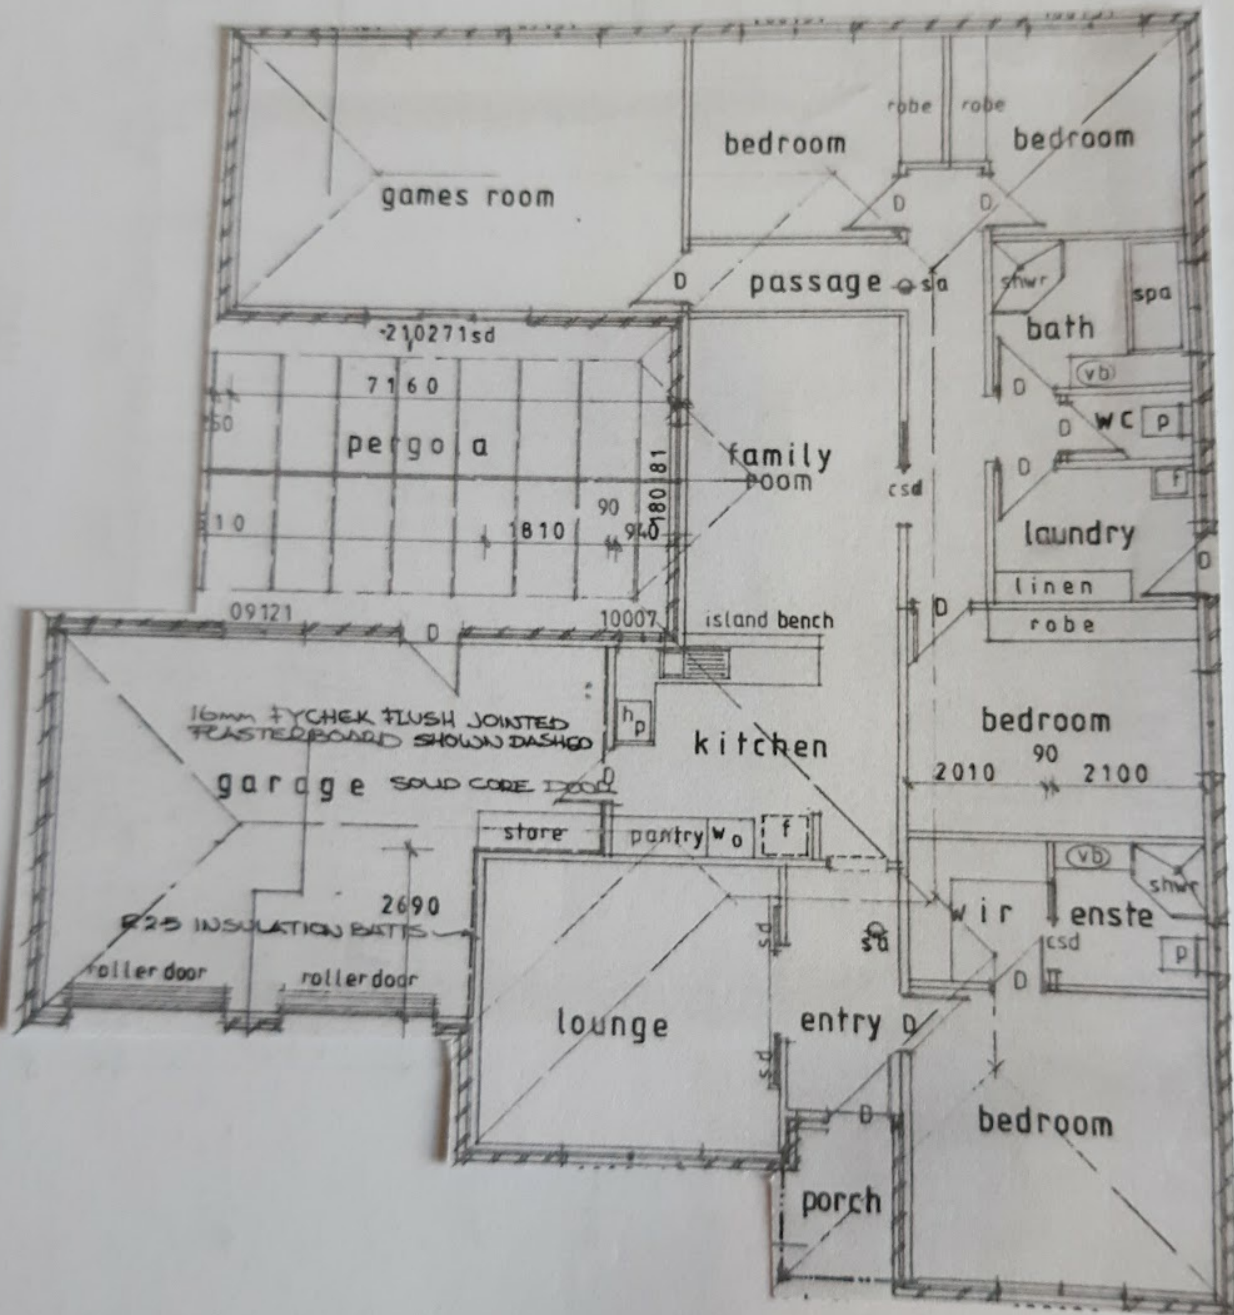 robe
robe
bedroom
bedroom
games room
D
D
D
passage
sa
shwr
spa
bath
210271sd
7160
vb
D
D
wc
p
pergola
family
room
180181
csd
D
f
90
1810
940
laundry
D
linen
09121
10007
island bench
D
robe
D
hp
kitchen
bedroom
16mm FYCHEK FLUSH JOINTED
PLASTERBOARD SHOWN DASHED
90
2010
2100
garage
SOLID CORE DOOR
D
store
pantry
wo
f
vb
shwr
2690
R25 INSULATION BATTS
wir
enste
sd
sa
csd
p
roller door
roller door
D
lounge
entry
D
sd
D
bedroom
porch